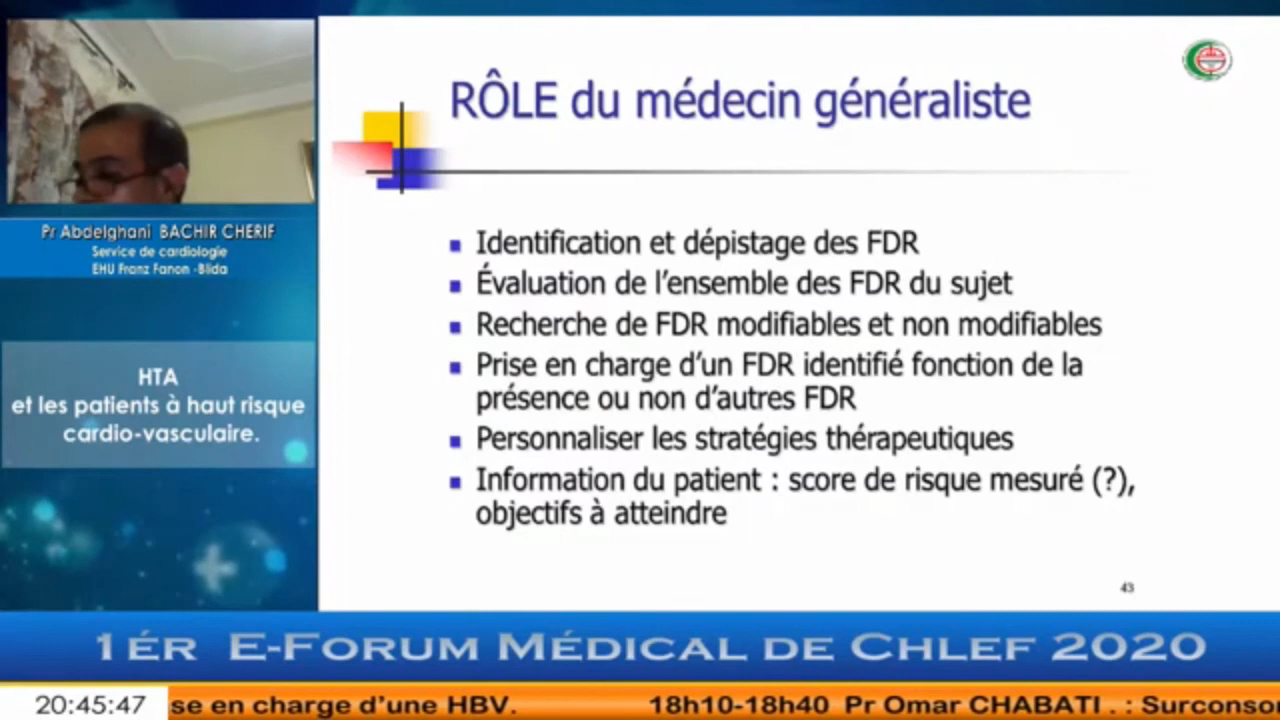 Pr Abdelghani BACHIR CHERIF
Service de cardiologie
EHU Franz Fanon -Blida
HTA
et les patients à haut risque
cardio-vasculaire.
RÔLE du médecin généraliste
Identification et dépistage des FDR
Évaluation de l'ensemble des FDR du sujet
Recherche de FDR modifiables et non modifiables
Prise en charge d'un FDR identifié fonction de la
présence ou non d'autres FDR
Personnaliser les stratégies thérapeutiques
Information du patient : score de risque mesuré (?),
objectifs à atteindre
43
1ÉR E-FORUM MÉDICAL DE CHLEF 2020
20:45:47 se en charge d'une HBV. 18h10-18h40 Pr Omar CHABATI . : Surconso